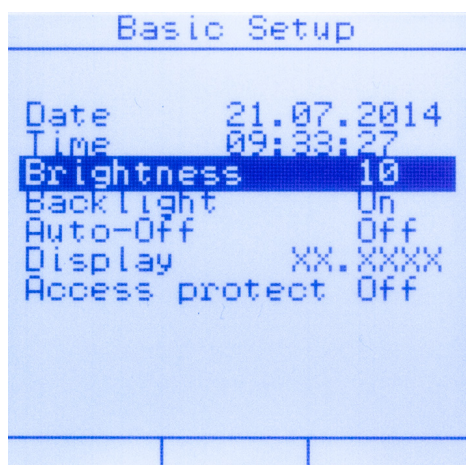 Basic Setup
Date 21.07.2014
Time 09:33:27
Brightness 10
Backlight On
Auto-Off Off
Display XX.XXXX
Access protect Off